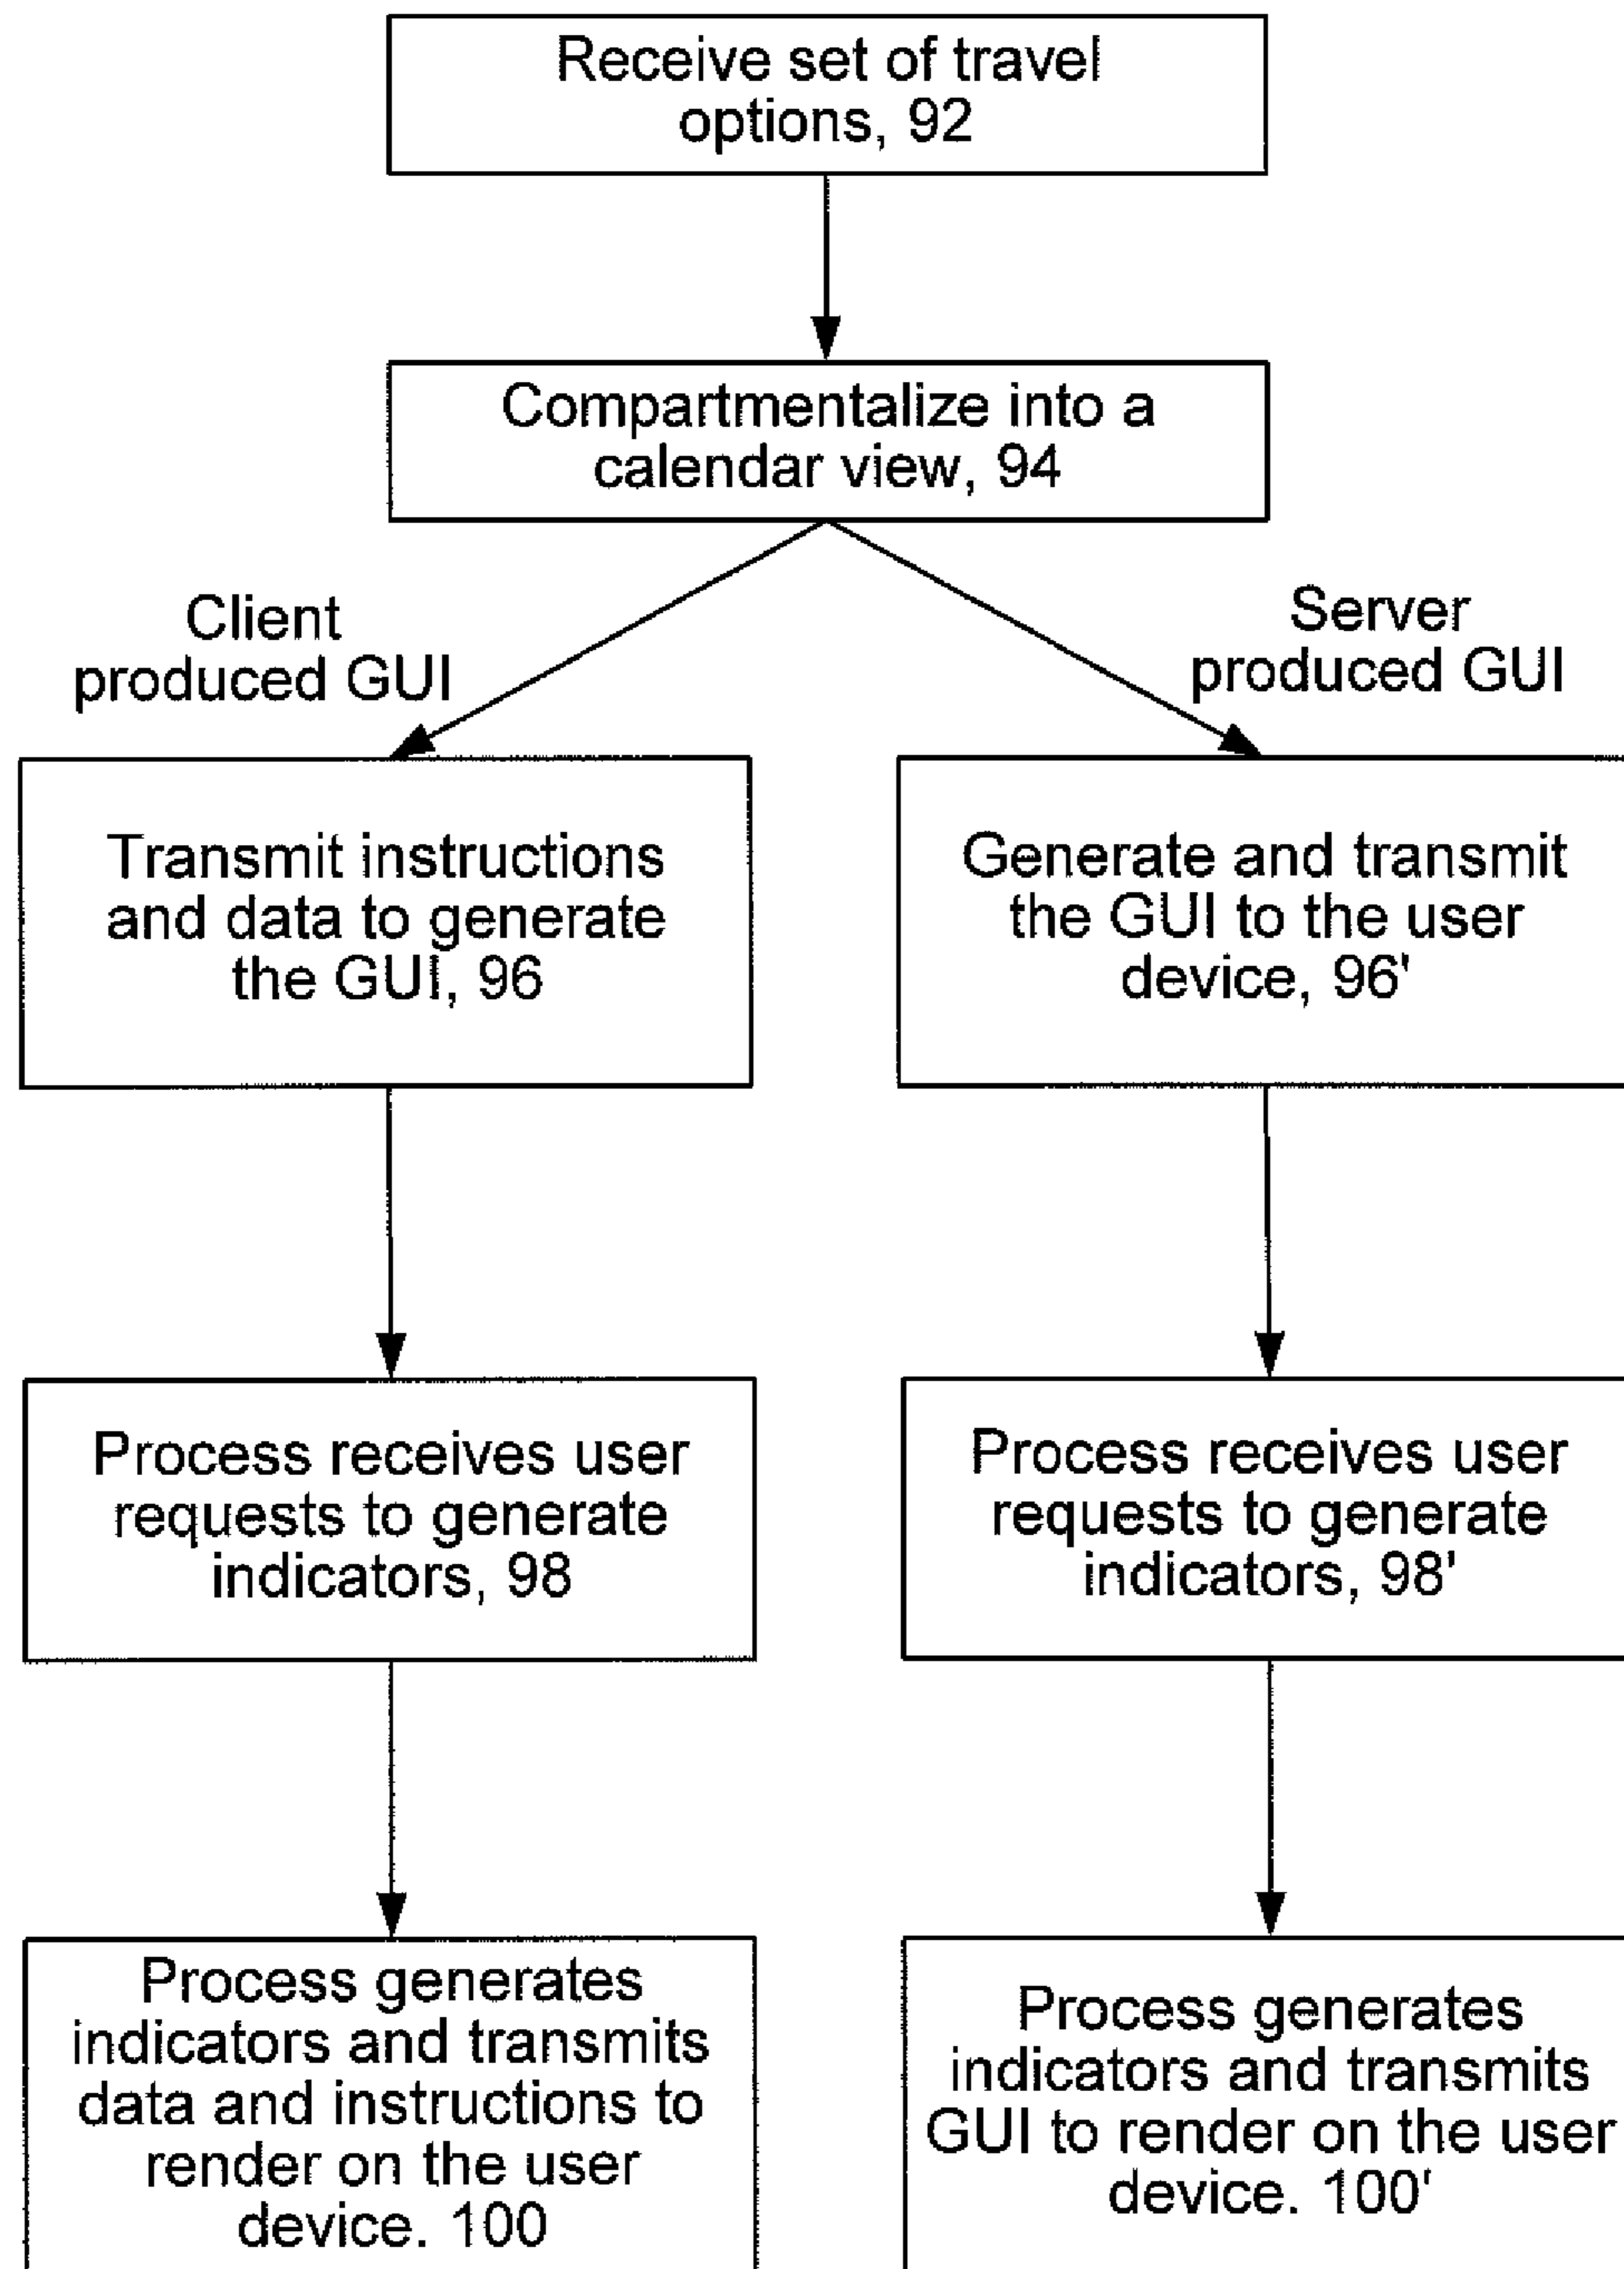 Receive set of travel
options, 92
Compartmentalize into a
calendar view, 94
Client
produced GUI
Server
produced GUI
Transmit instructions
and data to generate
the GUI, 96
Generate and transmit
the GUI to the user
device, 96'
Process receives user
requests to generate
indicators, 98
Process receives user
requests to generate
indicators, 98'
Process generates
indicators and transmits
data and instructions to
render on the user
device. 100
Process generates
indicators and transmits
GUI to render on the user
device. 100'